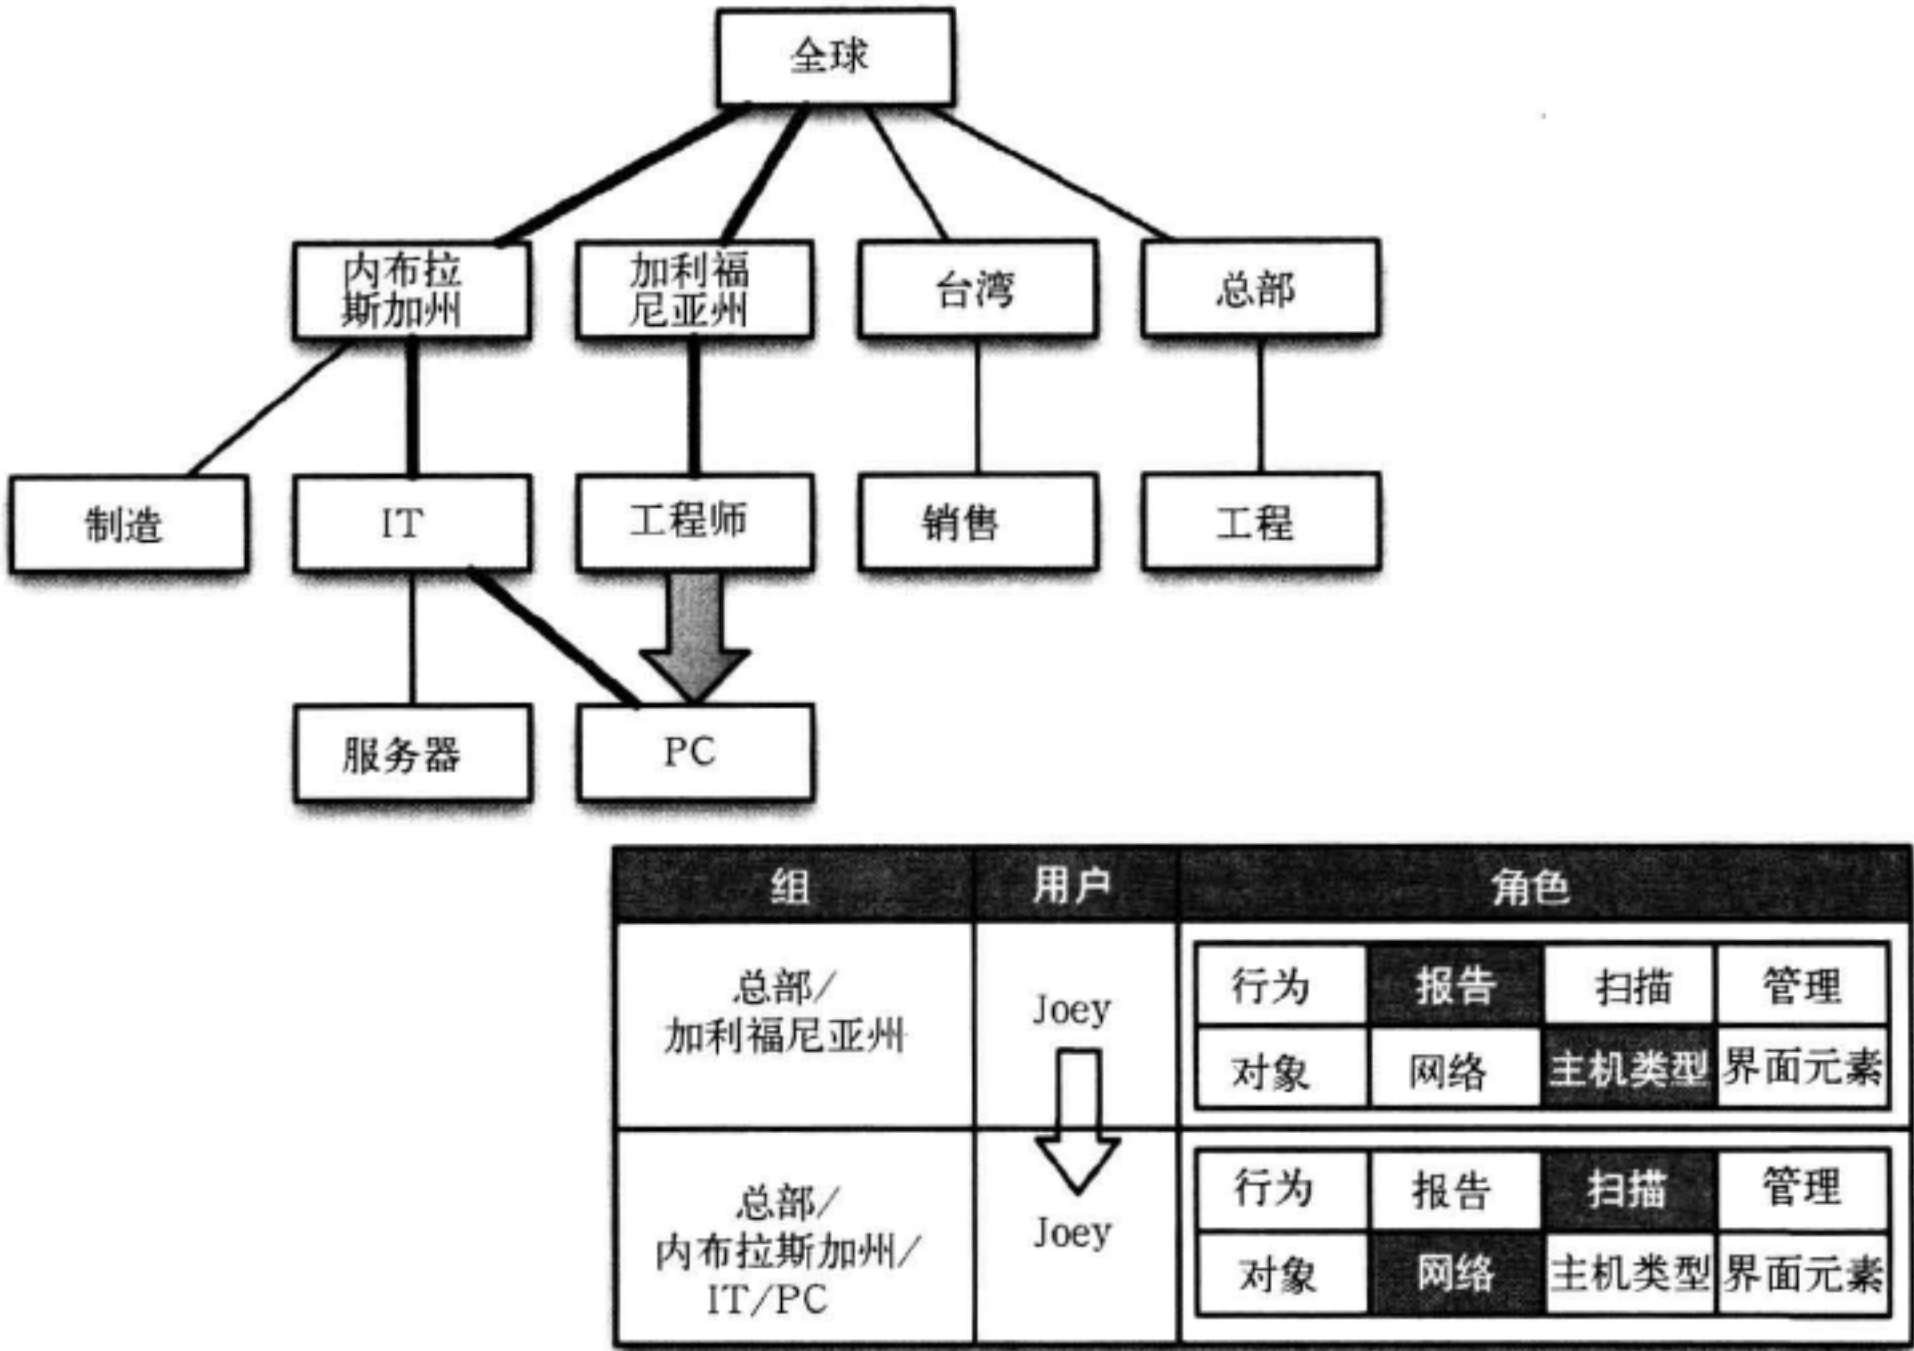 全球
内布拉
斯加州
加利福
尼亚州
台湾
总部
制造
IT
工程师
销售
工程
服务器
PC
组
用户
角色
总部/
加利福尼亚州
Joey
行为
报告
扫描
管理
对象
网络
主机类型
界面元素
总部/
内布拉斯加州/
IT/PC
Joey
行为
报告
扫描
管理
对象
网络
主机类型
界面元素